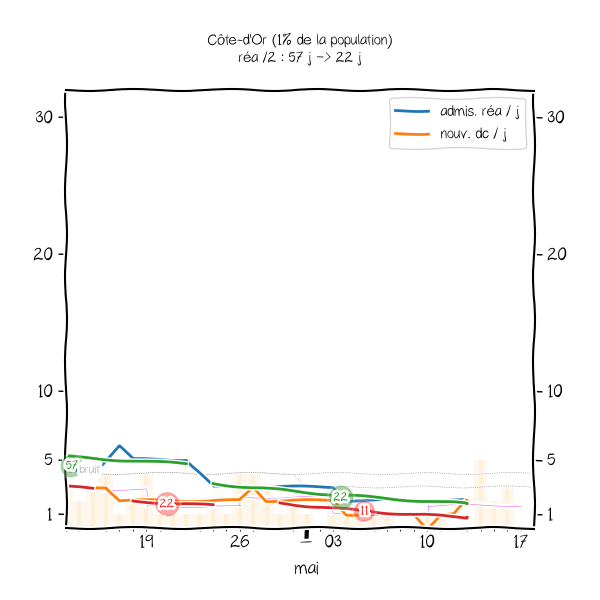 Côte-d'Or (1% de la population)
réa /2 : 57 j -> 22 j
admis. réa / j
nouv. dc / j
30 30
20 20
10 10
5 5
1 1
57 bruit
22 22 11
19 26 1 03 10 17
mai